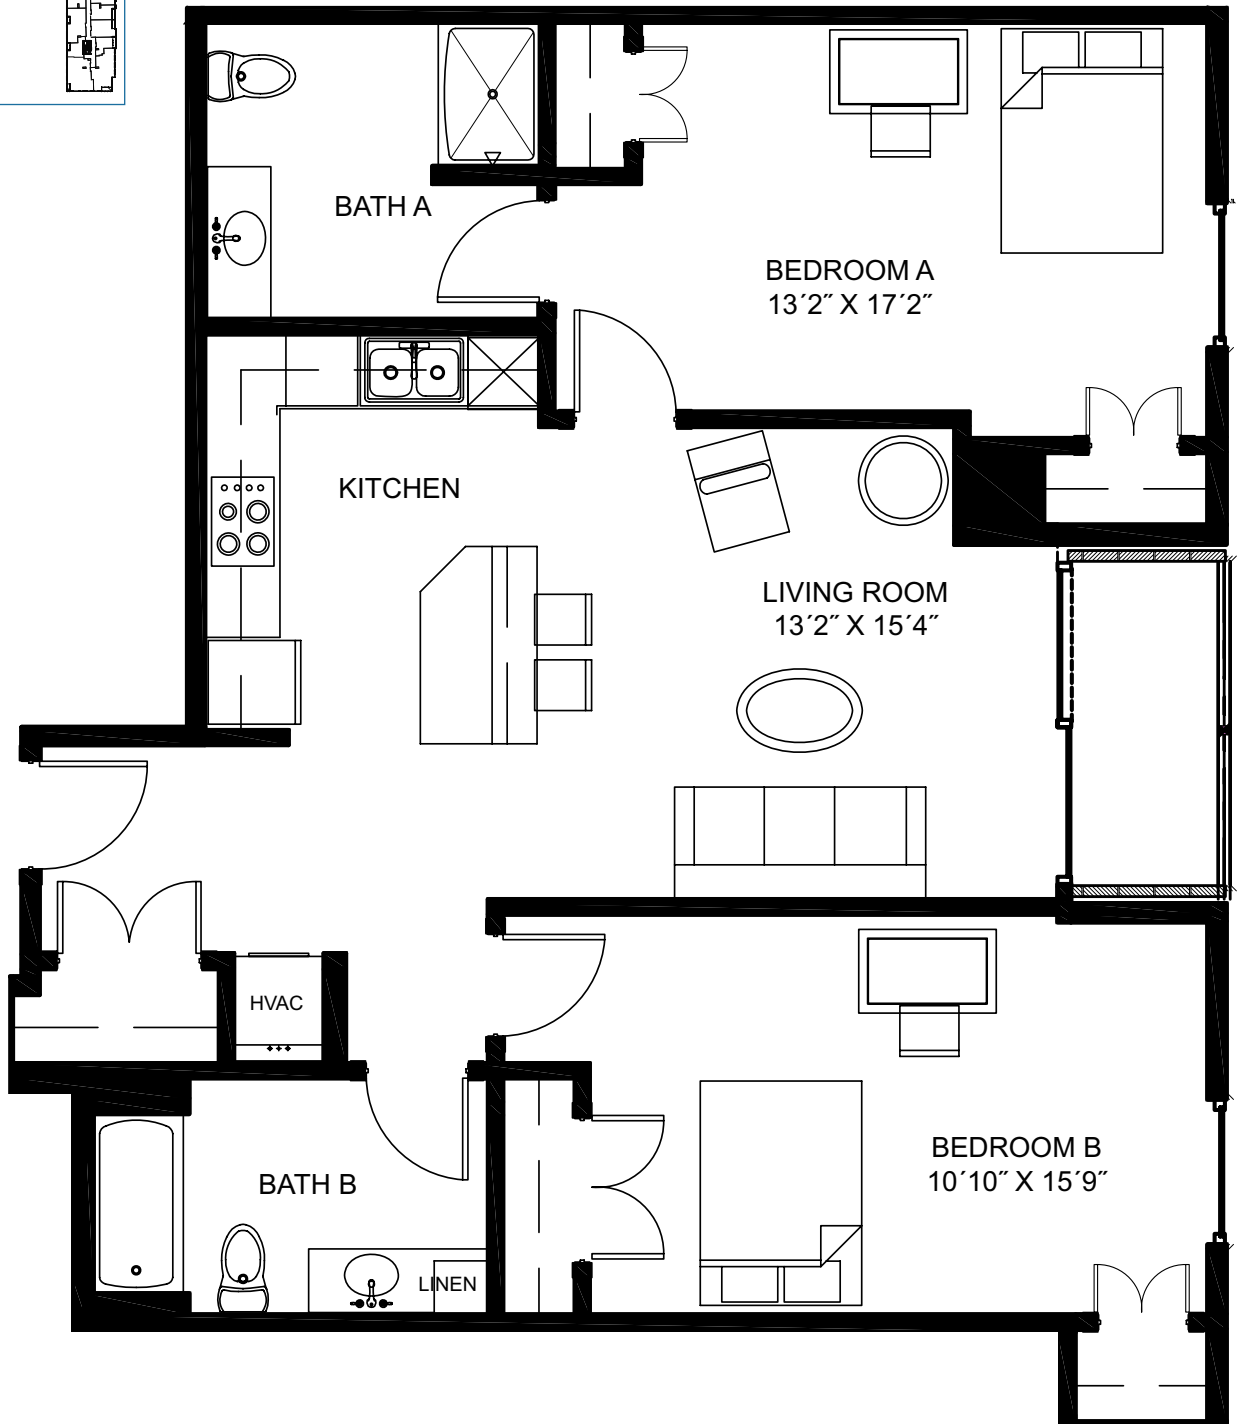 BATH A
BEDROOM A
13´2˝ X 17´2˝
KITCHEN
LIVING ROOM
13´2˝ X 15´4˝
HVAC
BATH B
LINEN
BEDROOM B
10´10˝ X 15´9˝